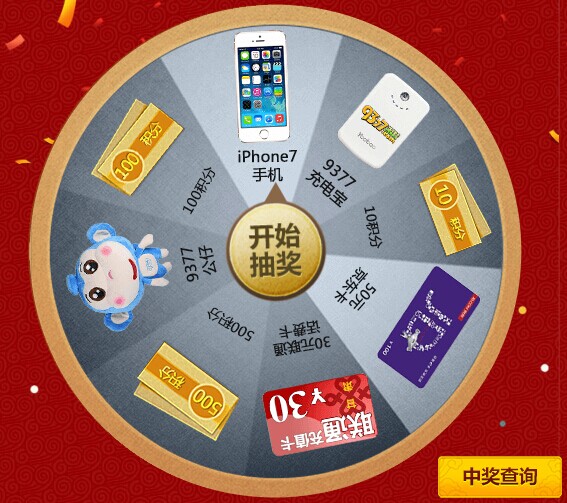 iPhone7
手机
9377
充电宝
9377
Yoobao
10积分
10
积分
50元
京东卡
¥100
30元联通
话费卡
¥30
联通充值卡
500积分
500
积分
9377
公仔
100积分
100
积分
开始
抽奖
中奖查询